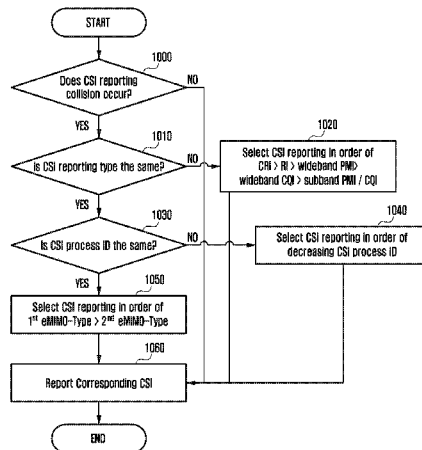 START
1000
Does CSI reporting
collision occur?
NO
YES
1010
Is CSI reporting type the same?
NO
1020
Select CSI reporting in order of
CRI > RI > wideband PMI>
wideband CQI > subband PMI / CQI
YES
1030
Is CSI process ID the same?
NO
1040
Select CSI reporting in order of
decreasing CSI process ID
YES
1050
Select CSI reporting in order of
1st eMIMO-Type > 2nd eMIMO-Type
1060
Report Corresponding CSI
END